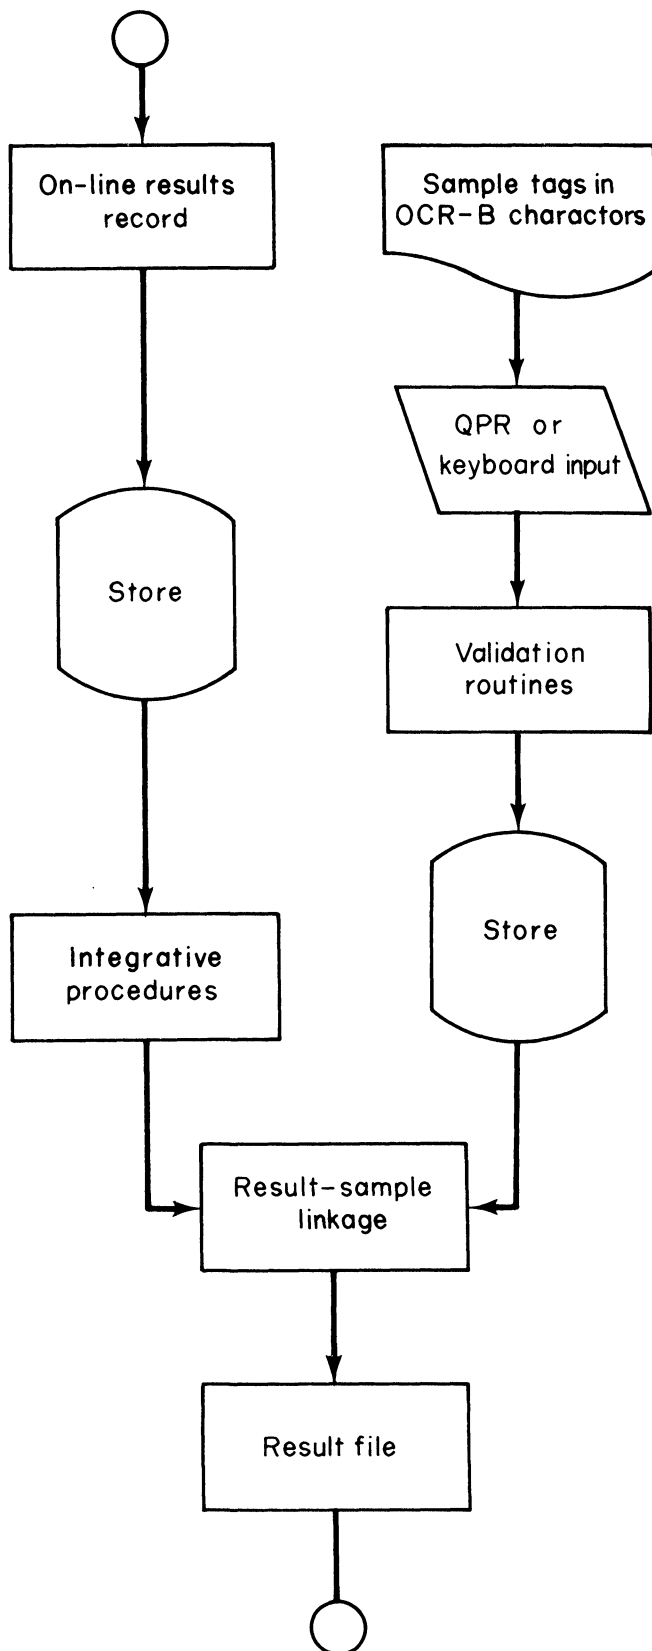 On-line results
record
Sample tags in
OCR-B charactors
QPR or
keyboard input
Store
Validation
routines
Store
Integrative
procedures
Result-sample
linkage
Result file